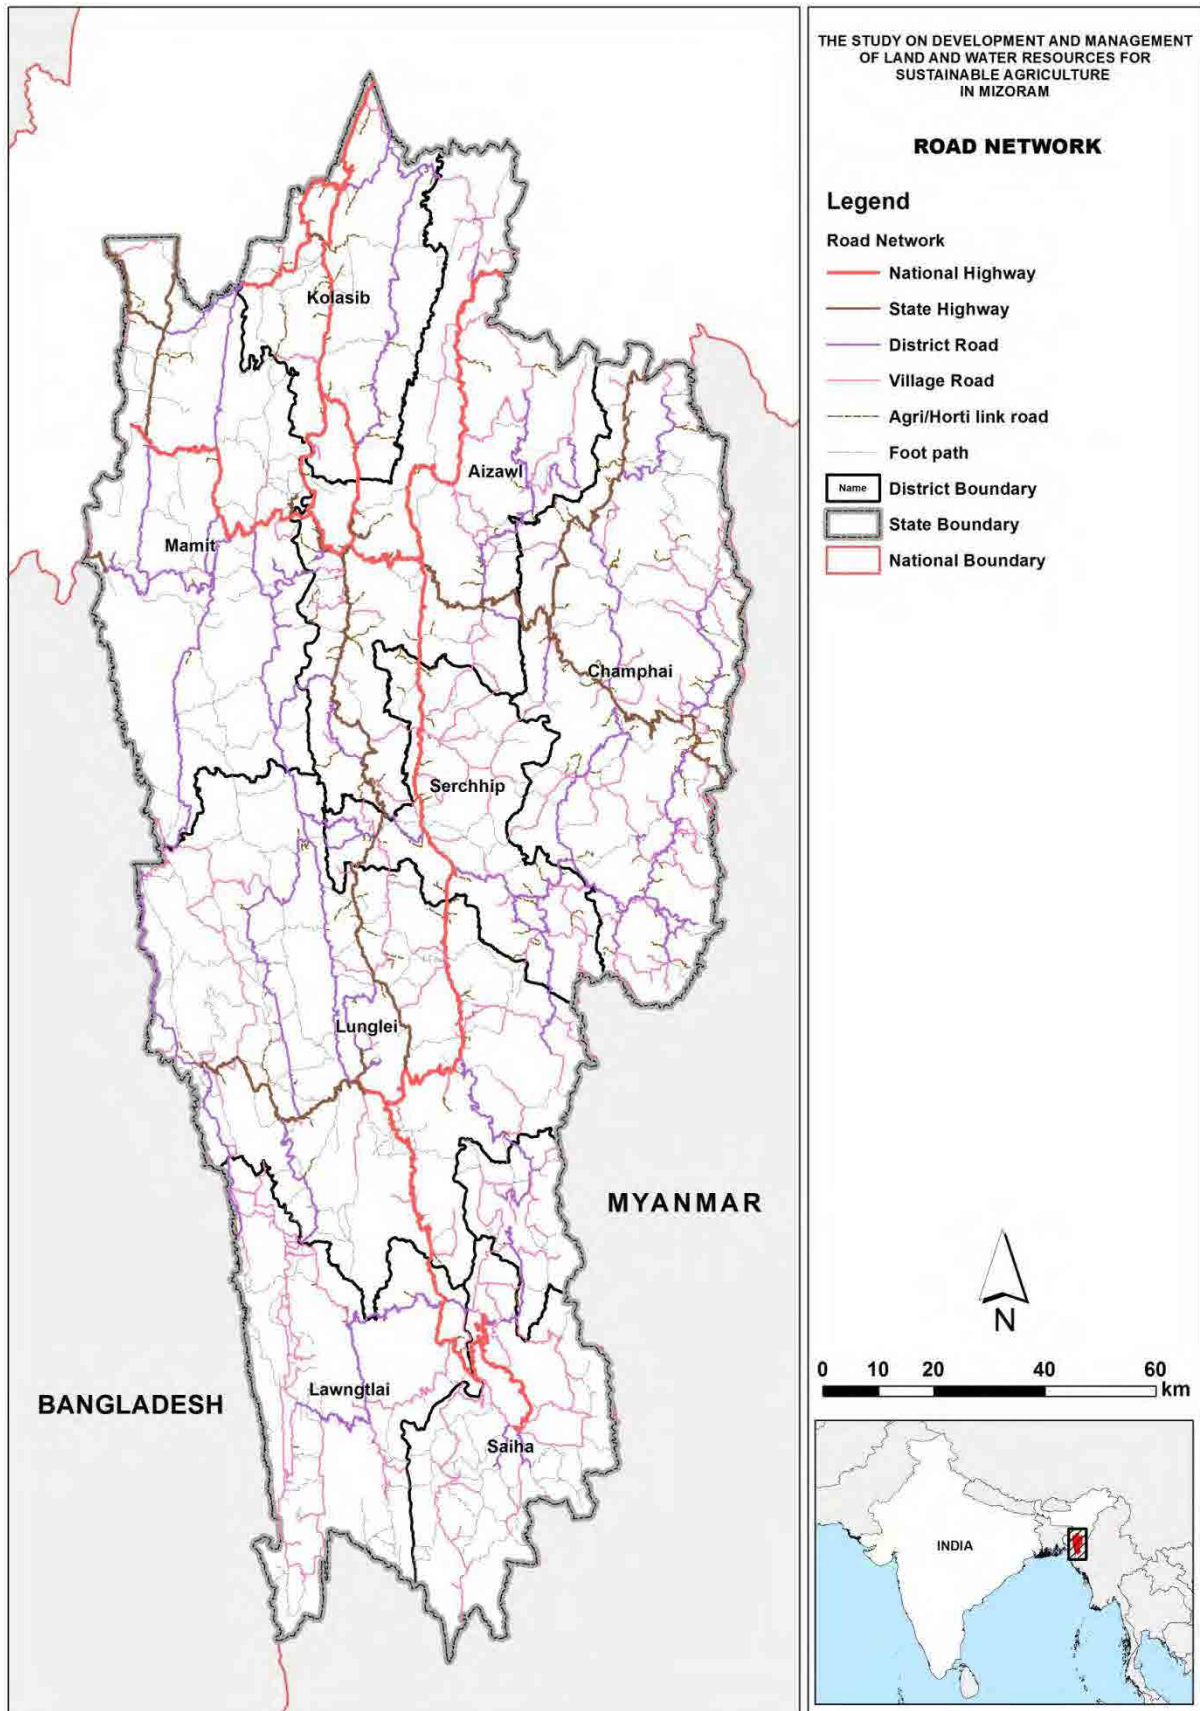 THE STUDY ON DEVELOPMENT AND MANAGEMENT
OF LAND AND WATER RESOURCES FOR
SUSTAINABLE AGRICULTURE
IN MIZORAM
ROAD NETWORK
Legend
Road Network
National Highway
State Highway
District Road
Village Road
Agri/Horti link road
Foot path
Name District Boundary
State Boundary
National Boundary
Kolasib
Aizawl
Mamit
Champhai
Serchhip
Lunglei
MYANMAR
Lawngtlai
BANGLADESH
Saiha
N
0 10 20 40 60
km
INDIA